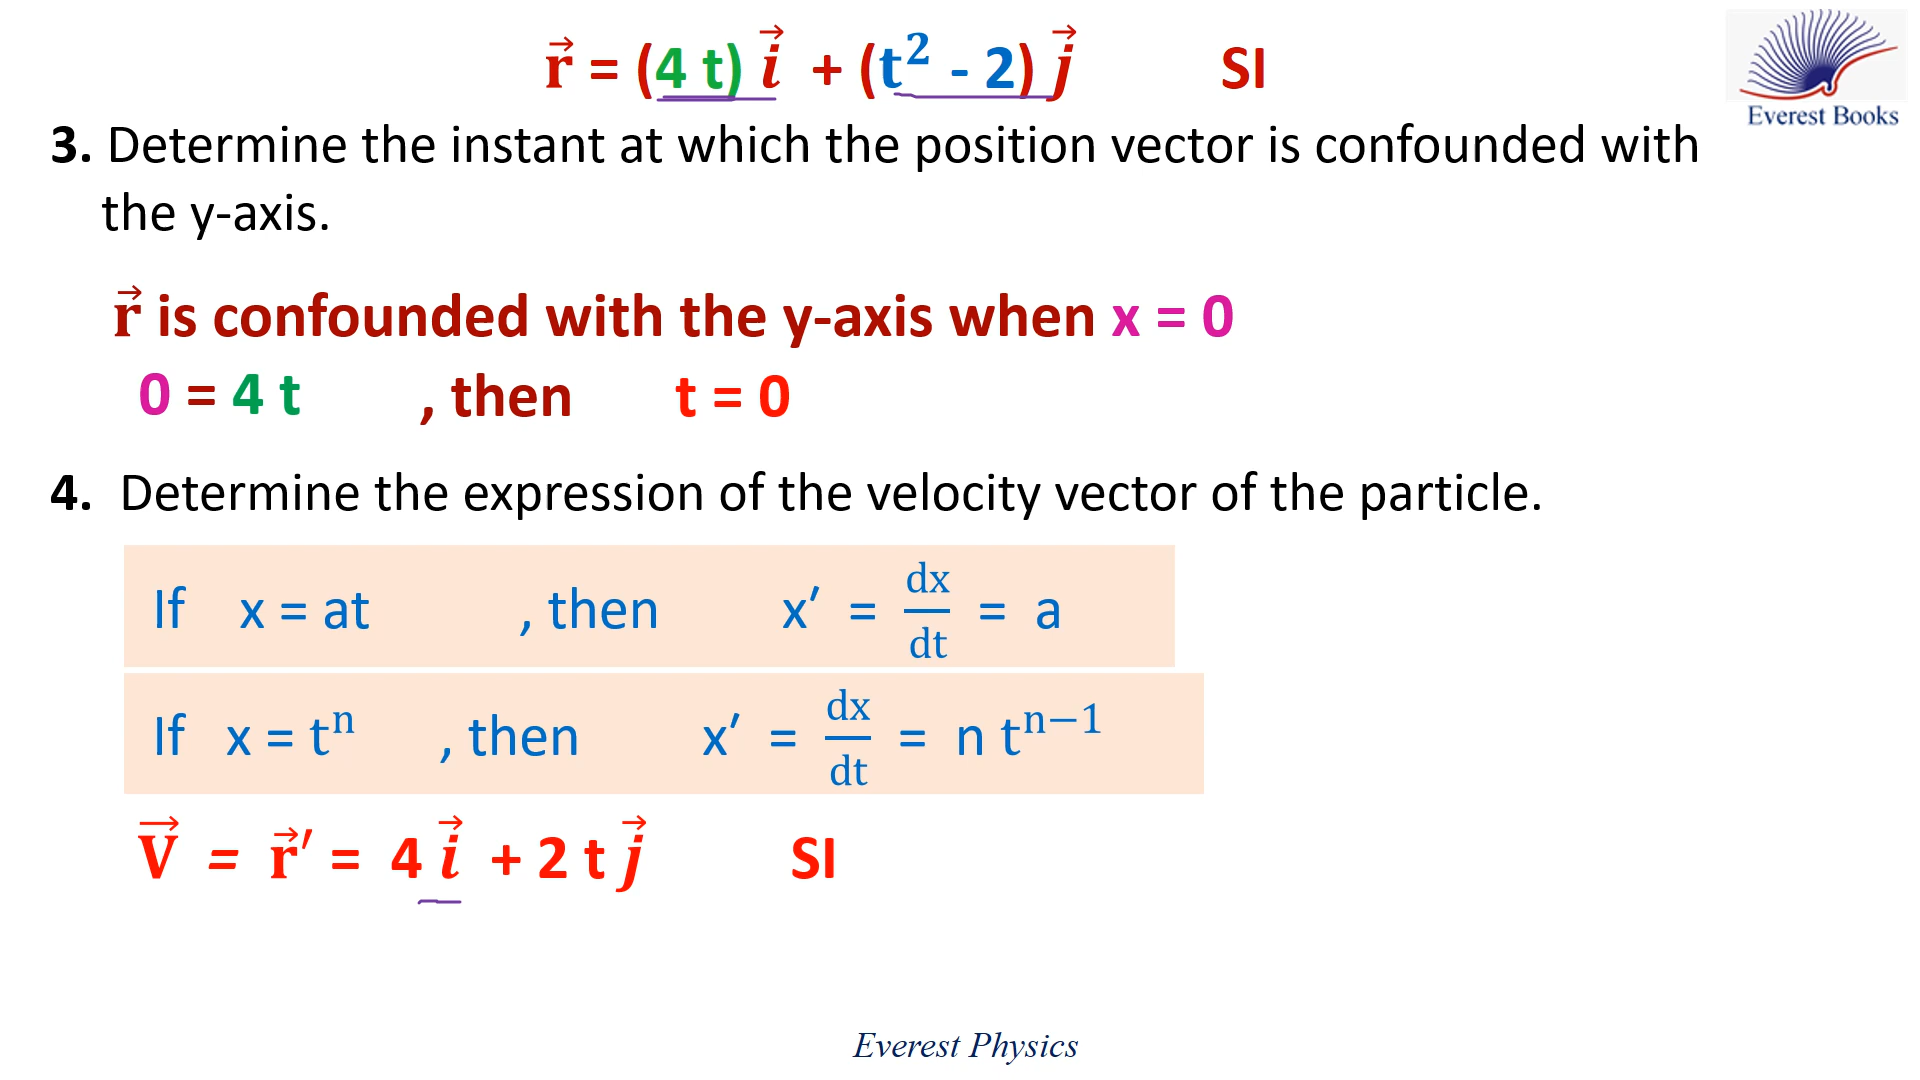 r⃗ = (4 t) i⃗ + (t² - 2) j⃗ SI
Everest Books
3. Determine the instant at which the position vector is confounded with
the y-axis.
r⃗ is confounded with the y-axis when x = 0
0 = 4 t , then t = 0
4. Determine the expression of the velocity vector of the particle.
If x = at , then x′ = dx/dt = a
If x = tⁿ , then x′ = dx/dt = n tⁿ⁻¹
V⃗ = r⃗′ = 4 i⃗ + 2 t j⃗ SI
Everest Physics